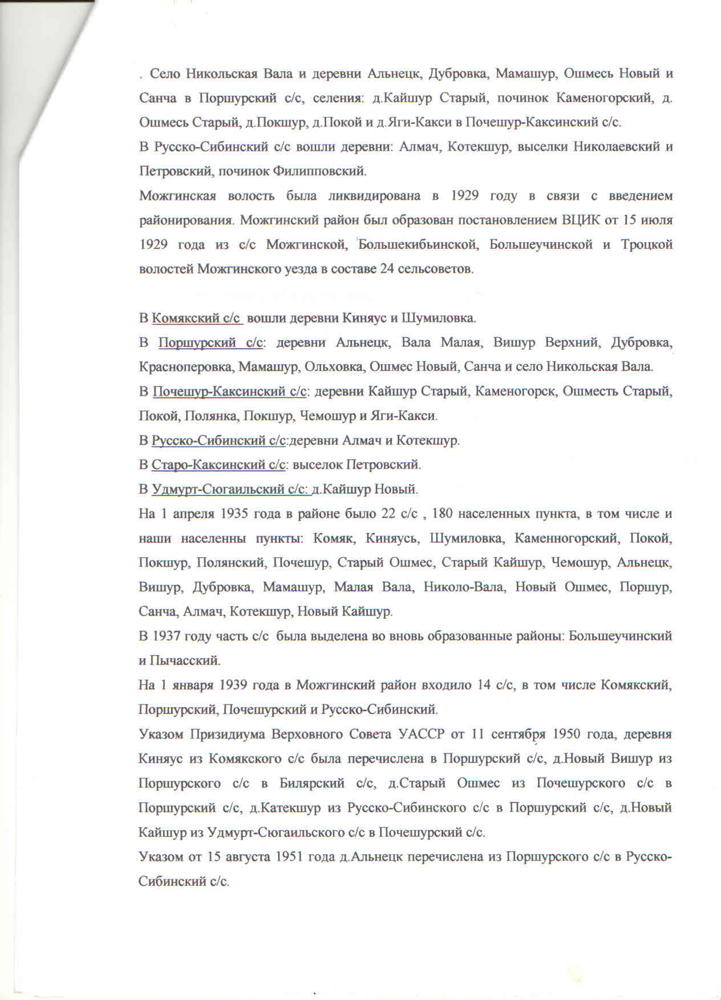 . Село Никольская Вала и деревни Альнецк, Дубровка, Мамашур, Ошмесь Новый и
Санча в Поршурский с/с, селения: д.Кайшур Старый, починок Каменогорский, д.
Ошмесь Старый, д.Покшур, д.Покой и д.Яги-Какси в Почешур-Каксинский с/с.
В Русско-Сибинский с/с вошли деревни: Алмач, Котекшур, выселки Николаевский и
Петровский, починок Филипповский.
Можгинская волость была ликвидирована в 1929 году в связи с введением
районирования. Можгинский район был образован постановлением ВЦИК от 15 июля
1929 года из с/с Можгинской, Большекибьинской, Большеучинской и Троцкой
волостей Можгинского уезда в составе 24 сельсоветов.
В Комякский с/с вошли деревни Киняус и Шумиловка.
В Поршурский с/с: деревни Альнецк, Вала Малая, Вишур Верхний, Дубровка,
Красноперовка, Мамашур, Ольховка, Ошмес Новый, Санча и село Никольская Вала.
В Почешур-Каксинский с/с: деревни Кайшур Старый, Каменогорск, Ошместь Старый,
Покой, Полянка, Покшур, Чемошур и Яги-Какси.
В Русско-Сибинский с/с:деревни Алмач и Котекшур.
В Старо-Каксинский с/с: выселок Петровский.
В Удмурт-Сюгаильский с/с: д.Кайшур Новый.
На 1 апреля 1935 года в районе было 22 с/с , 180 населенных пункта, в том числе и
наши населенны пункты: Комяк, Киняусь, Шумиловка, Каменногорский, Покой,
Покшур, Полянский, Почешур, Старый Ошмес, Старый Кайшур, Чемошур, Альнецк,
Вишур, Дубровка, Мамашур, Малая Вала, Николо-Вала, Новый Ошмес, Поршур,
Санча, Алмач, Котекшур, Новый Кайшур.
В 1937 году часть с/с была выделена во вновь образованные районы: Большеучинский
и Пычасский.
На 1 января 1939 года в Можгинский район входило 14 с/с, в том числе Комякский,
Поршурский, Почешурский и Русско-Сибинский.
Указом Призидиума Верховного Совета УАССР от 11 сентября 1950 года, деревня
Киняус из Комякского с/с была перечислена в Поршурский с/с, д.Новый Вишур из
Поршурского с/с в Билярский с/с, д.Старый Ошмес из Почешурского с/с в
Поршурский с/с, д.Катекшур из Русско-Сибинского с/с в Поршурский с/с, д.Новый
Кайшур из Удмурт-Сюгаильского с/с в Почешурский с/с.
Указом от 15 августа 1951 года д.Альнецк перечислена из Поршурского с/с в Русско-
Сибинский с/с.